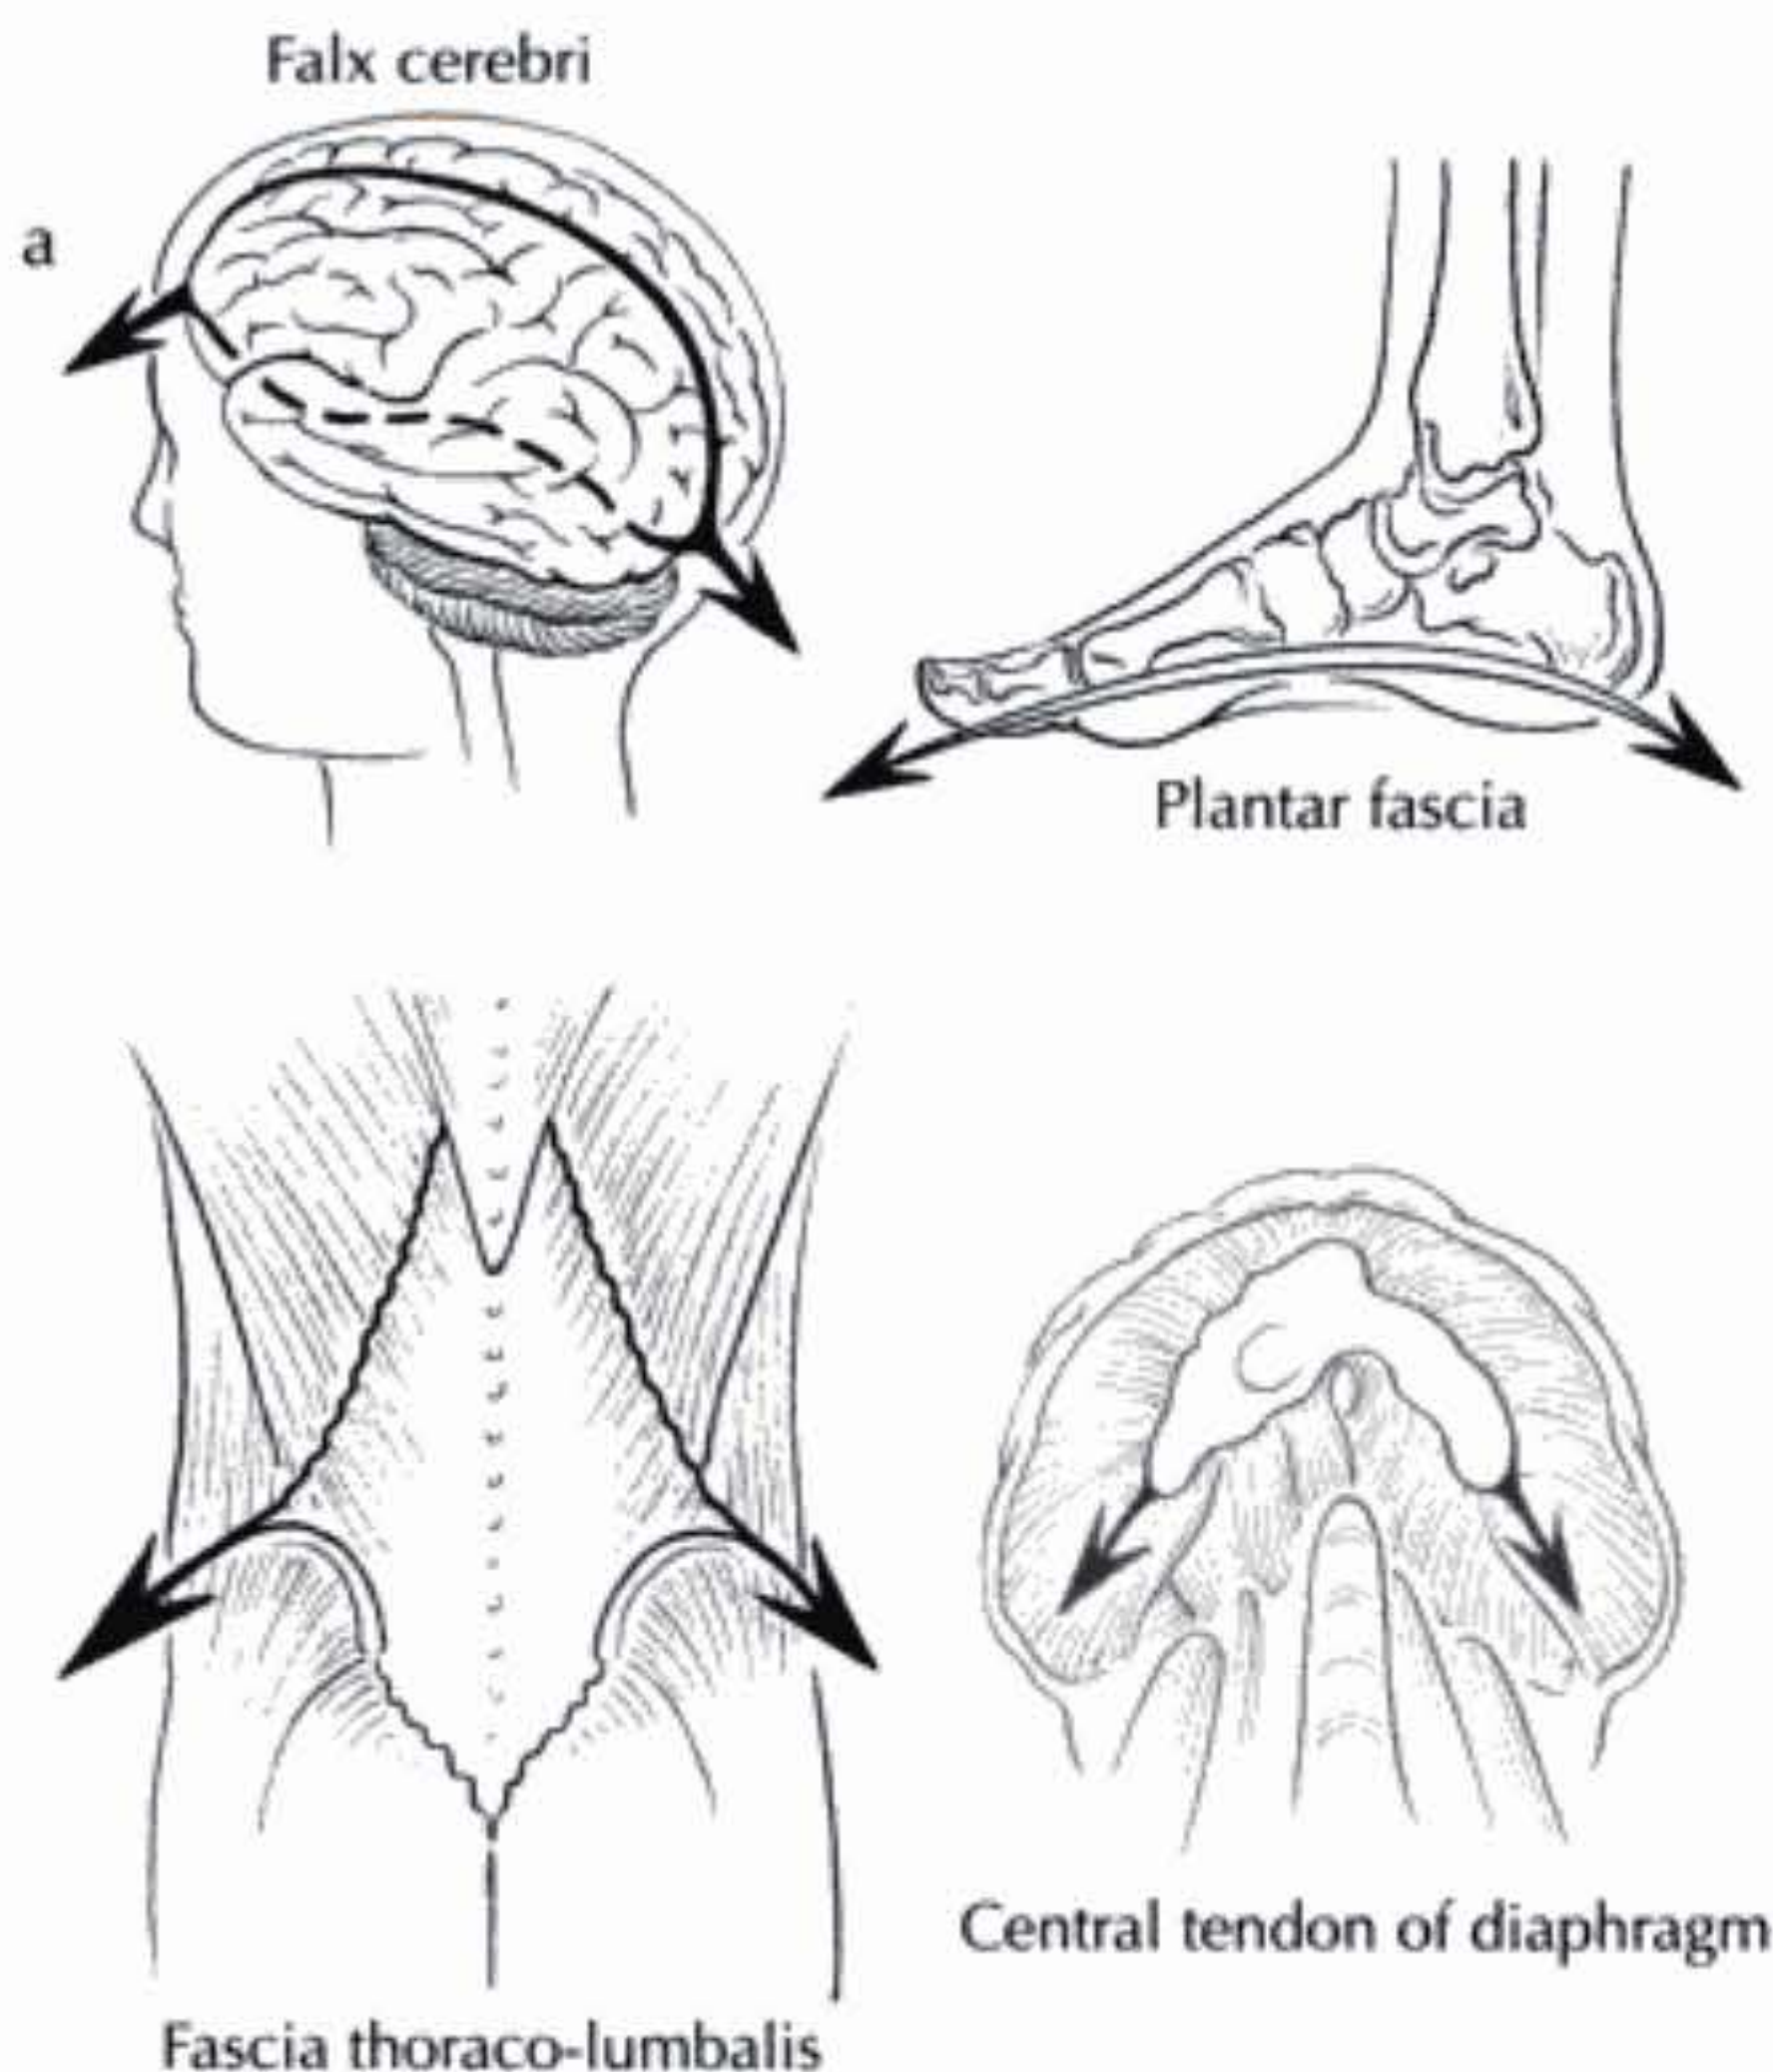 Falx cerebri
a
Plantar fascia
Central tendon of diaphragm
Fascia thoraco-lumbalis